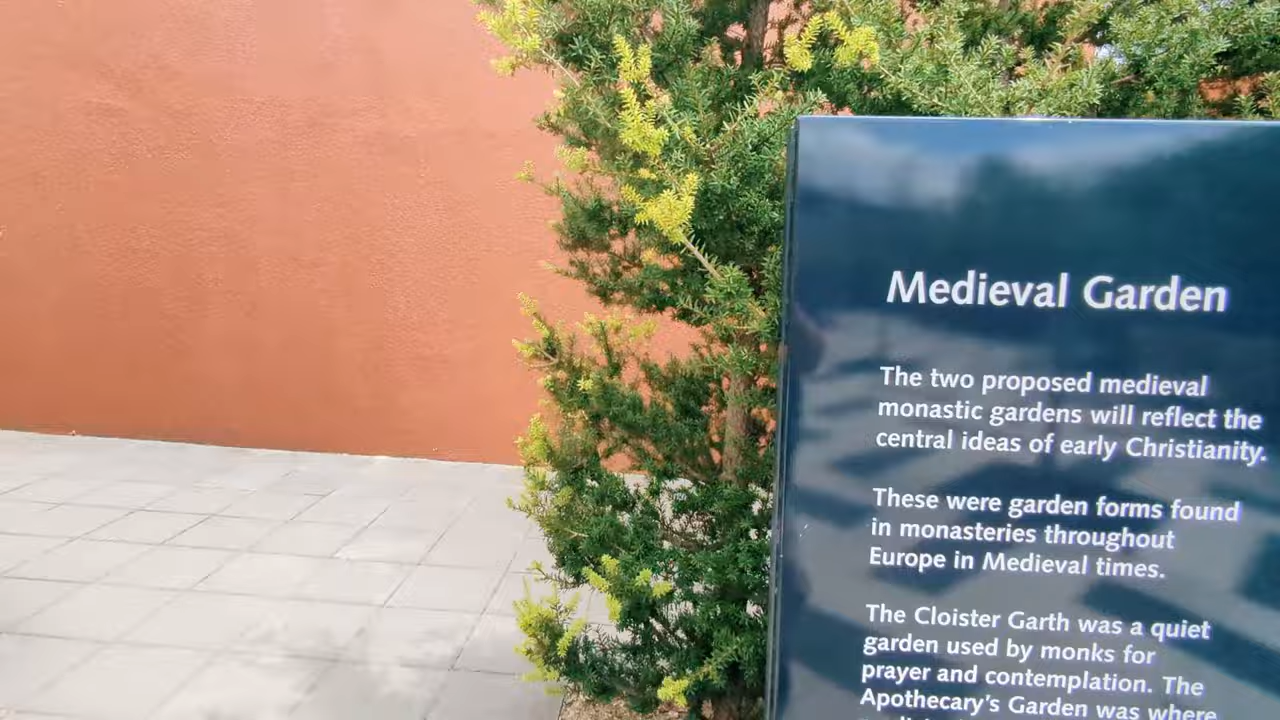 Medieval Garden
The two proposed medieval
monastic gardens will reflect the
central ideas of early Christianity.
These were garden forms found
in monasteries throughout
Europe in Medieval times.
The Cloister Garth was a quiet
garden used by monks for
prayer and contemplation. The
Apothecary's Garden was where